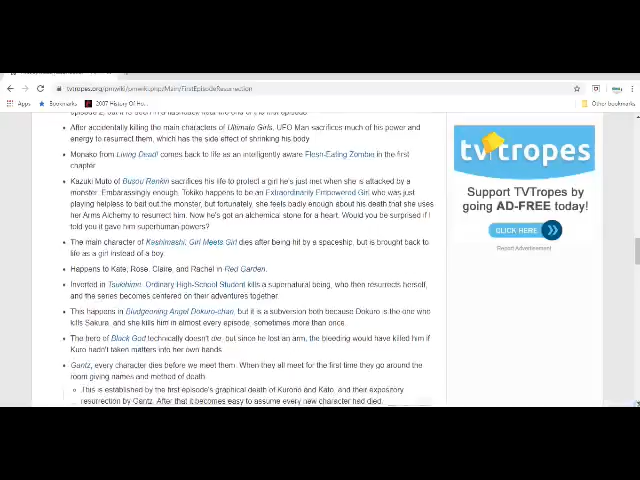 tvtropes.org/pmwiki/pmwiki.php/Main/FirstEpisodeResurrection
Apps
Bookmarks
2007 History Of Ho...
Other bookmarks
After accidentally killing the main characters of Ultimate Girls, UFO Man sacrifices much of his power and
energy to resurrect them, which has the side effect of shrinking his body.
Monako from Living Dead! comes back to life as an intelligently aware Flesh-Eating Zombie in the first
chapter.
Kazuki Muto of Busou Renkin sacrifices his life to protect a girl he's just met when she is attacked by a
monster. Embarrassingly enough, Tokiko happens to be an Extraordinarily Empowered Girl who was just
playing helpless to bait out the monster, but fortunately, she feels badly enough about his death that she uses
her Arms Alchemy to resurrect him. Now he's got an alchemical stone for a heart. Would you be surprised if I
told you it gave him superhuman powers?
The main character of Kashimashi: Girl Meets Girl dies after being hit by a spaceship, but is brought back to
life as a girl instead of a boy.
Happens to Kate, Rose, Claire, and Rachel in Red Garden.
Inverted in Toukhinn. Ordinary High-School Student kills a supernatural being, who then resurrects herself,
and the series becomes centered on their adventures together.
This happens in Bludgeoning Angel Dokuro-chan, but it is a subversion both because Dokuro is the one who
kills Sakura, and she kills him in almost every episode, sometimes more than once.
The hero of Black God technically doesn't die, but since he lost an arm, the bleeding would have killed him if
Kuro hadn't taken matters into her own hands.
Gantz, every character dies before we meet them. When they all meet for the first time they go around the
room giving names and method of death.
This is established by the first episode's graphical death of Kurono and Kato, and their expository
resurrection by Gantz. After that it becomes easy to assume every new character had died.
tv tropes
Support TVTropes by
going AD-FREE today!
CLICK HERE
Report Advertisement